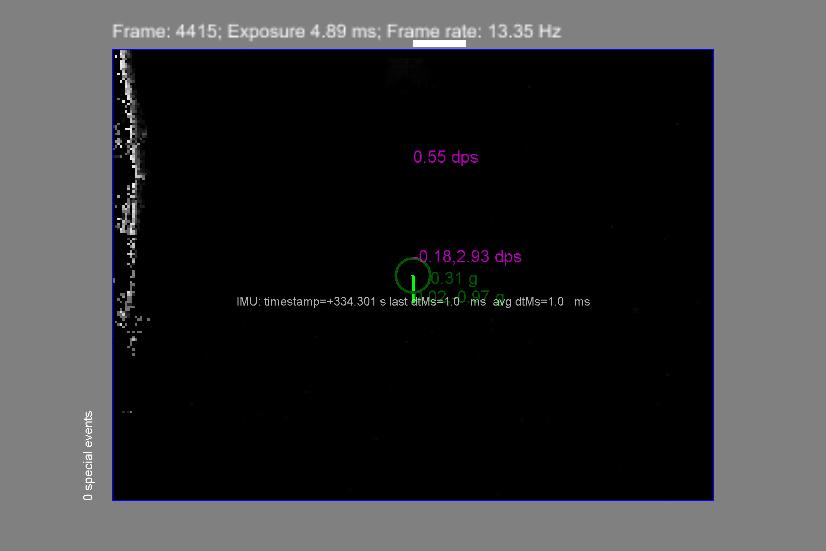 Frame: 4415; Exposure 4.89 ms; Frame rate: 13.35 Hz
0.55 dps
-0.18,2.93 dps
0.31 g
0.97 g
IMU: timestamp=+334.301 s last dtMs=1.0 ms avg dtMs=1.0 ms
0 special events